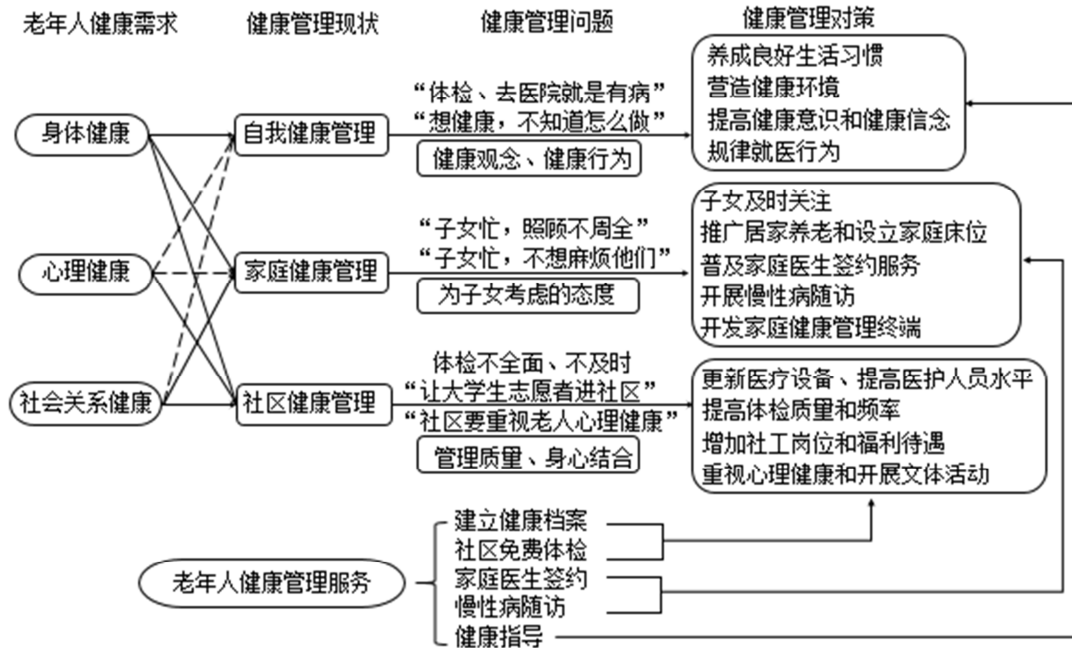 老年人健康需求
健康管理现状
健康管理问题
健康管理对策
身体健康
心理健康
社会关系健康
自我健康管理
家庭健康管理
社区健康管理
“体检、去医院就是有病”
“想健康，不知道怎么做”
健康观念、健康行为
“子女忙，照顾不周全”
“子女忙，不想麻烦他们”
为子女考虑的态度
体检不全面、不及时
“让大学生志愿者进社区”
“社区要重视老人心理健康”
管理质量、身心结合
养成良好生活习惯
营造健康环境
提高健康意识和健康信念
规律就医行为
子女及时关注
推广居家养老和设立家庭床位
普及家庭医生签约服务
开展慢性病随访
开发家庭健康管理终端
更新医疗设备、提高医护人员水平
提高体检质量和频率
增加社工岗位和福利待遇
重视心理健康和开展文体活动
老年人健康管理服务
建立健康档案
社区免费体检
家庭医生签约
慢性病随访
健康指导